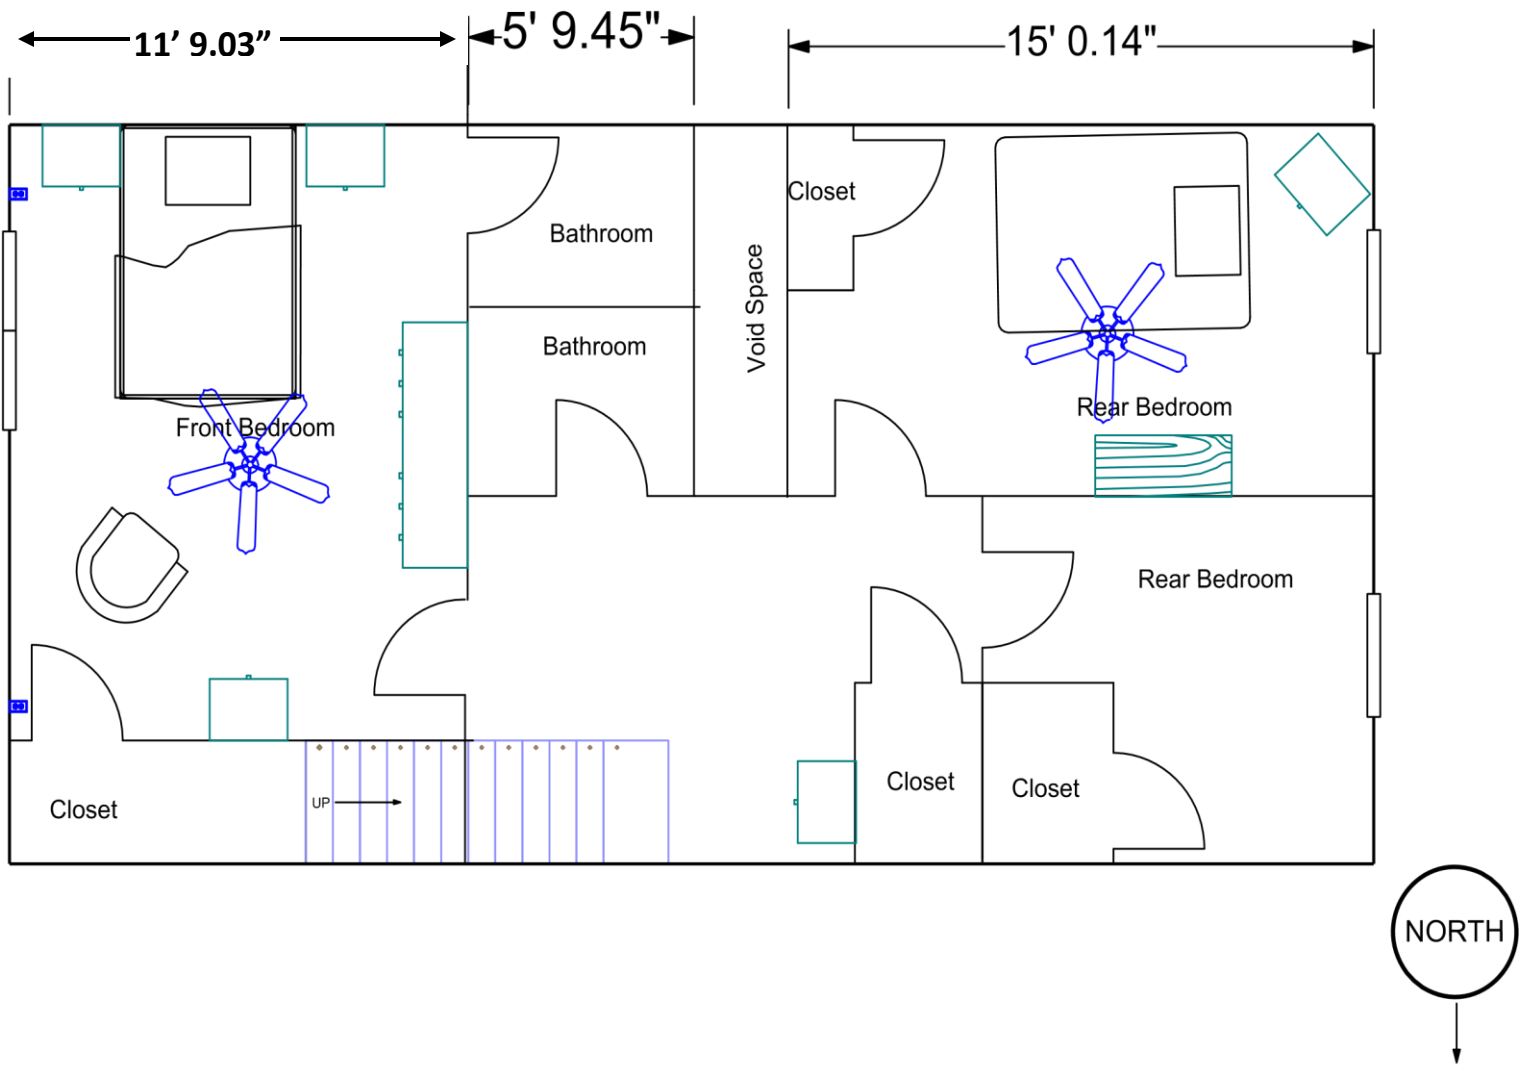 11’ 9.03”
5' 9.45"
15' 0.14"
Closet
Bathroom
Void Space
Bathroom
Rear Bedroom
Front Bedroom
Rear Bedroom
Closet
Closet
UP
Closet
NORTH